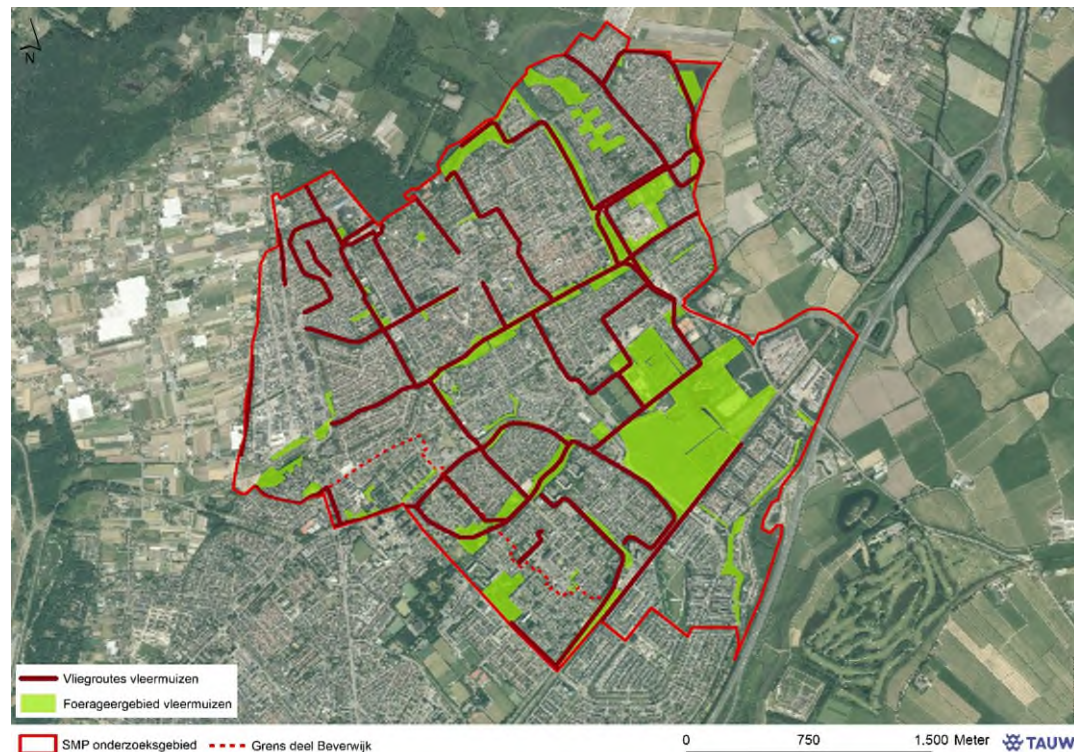 N
Vliegroutes vleermuizen
Foerageergebied vleermuizen
SMP onderzoeksgebied
Grens deel Beverwijk
0 750 1.500 Meter
TAUW